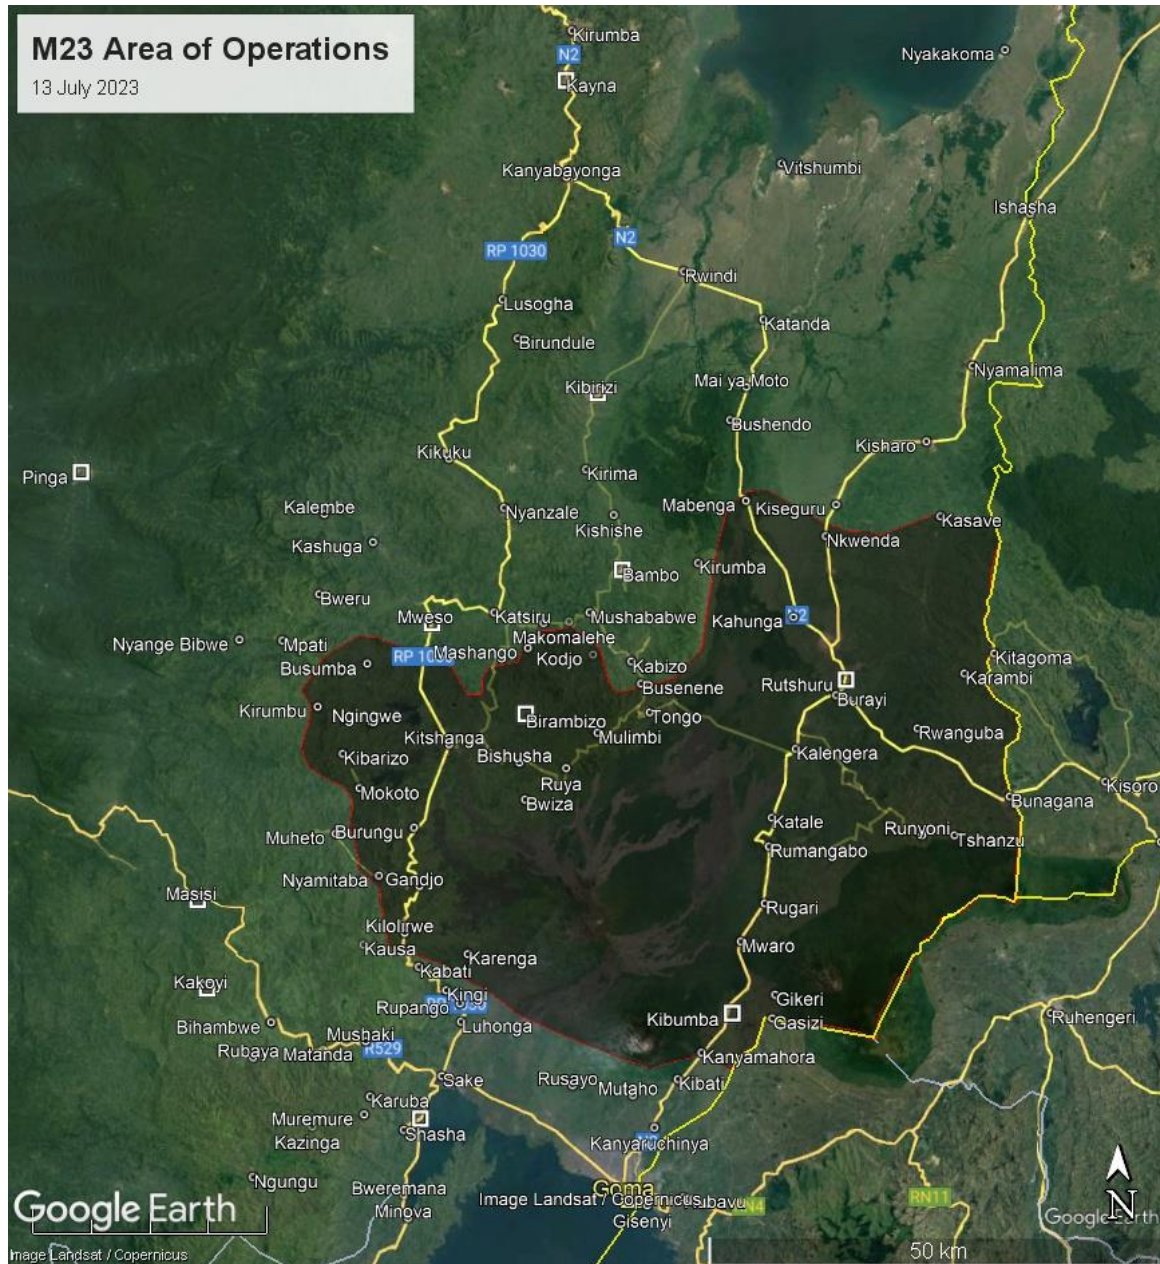 M23 Area of Operations
13 July 2023
Kirumba
N2
Kayna
Nyakakoma
Vitshumbi
Kanyabayonga
Ishasha
N2
RP 1030
Rwindi
Lusogha
Katanda
Birundule
Nyamalima
Mai ya Moto
Kibirizi
Bushendo
Kisharo
Kikuku
Kirima
Pinga
Kalembe
Nyanzale
Mabenga
Kiseguru
Kasave
Kishishe
Kashuga
Nkwenda
Bambo
Kirumba
Bweru
Mweso
Katsiru
Mushababwe
Kahunga
N2
Makomalehe
Nyange Bibwe
Mpati
Mashango
Kodjo
Kitagoma
Busumba
Kabizo
Karambi
Rutshuru
Busenene
Burayi
Kirumbu
Ngingwe
Birambizo
Tongo
Rwanguba
Kitshanga
Mulimbi
Kibarizo
Bishusha
Kalengera
Ruya
Kisoro
Mokoto
Bwiza
Bunagana
Katale
Muheto
Burungu
Runyoni
Tshanzu
Rumangabo
Nyamitaba
Gandjo
Masisi
Rugari
Kilolirwe
Kausa
Mwaro
Karenga
Kabati
Kakoyi
Kingi
Gikeri
Rupango
Kibumba
Gasizi
Ruhengeri
Bihambwe
Luhonga
Mushaki
R529
Rubaya
Matanda
Kanyamahora
Sake
Rusayo
Mutaho
Kibati
Karuba
Muremure
Shasha
Kazinga
Kanyaruchinya
Ngungu
Bweremana
Goma
RN11
Minova
Image Landsat / Copernicus
Gisenyi
Google Earth
N
Google Earth
50 km
Image Landsat / Copernicus